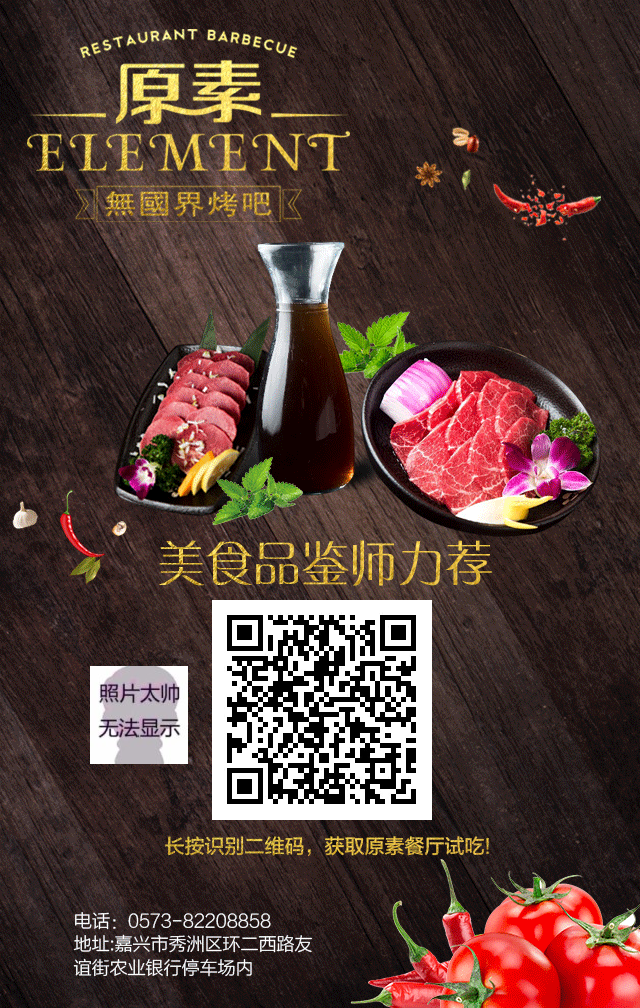 RESTAURANT BARBECUE
原素
ELEMENT
無國界烤吧
美食品鉴师力荐
照片太帅
无法显示
长按识别二维码，获取原素餐厅试吃!
电话：0573-82208858
地址:嘉兴市秀洲区环二西路友
谊街农业银行停车场内